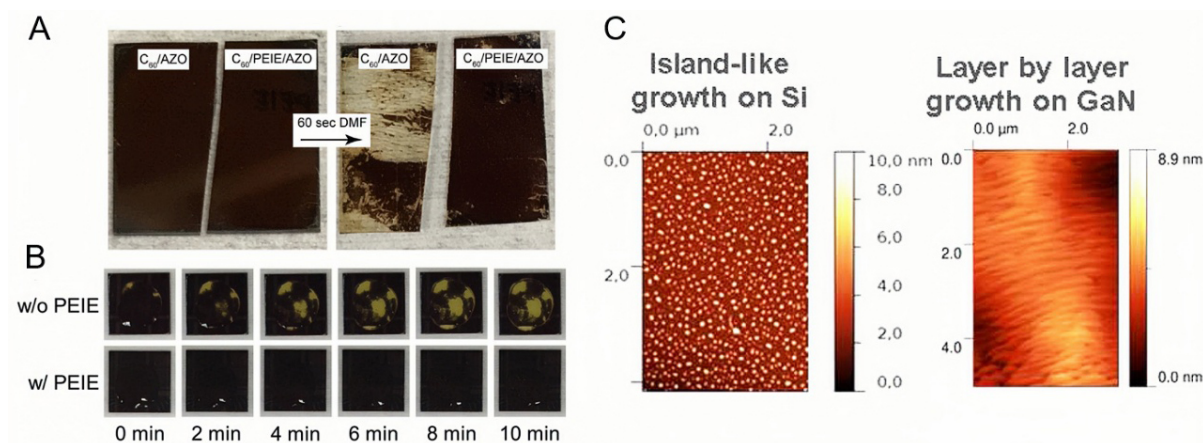 A
C₆₀/AZO
C₆₀/PEIE/AZO
60 sec DMF
C₆₀/AZO
C₆₀/PEIE/AZO
PEIE
B
w/o PEIE
w/ PEIE
0 min
2 min
4 min
6 min
8 min
10 min
C
Island-like
growth on Si
0,0 µm
2.0
0,0
2,0
10,0 nm
8,0
6,0
4,0
2,0
0,0
Layer by layer
growth on GaN
0.0 µm
2.0
0.0
2.0
4.0
8.9 nm
0.0 nm